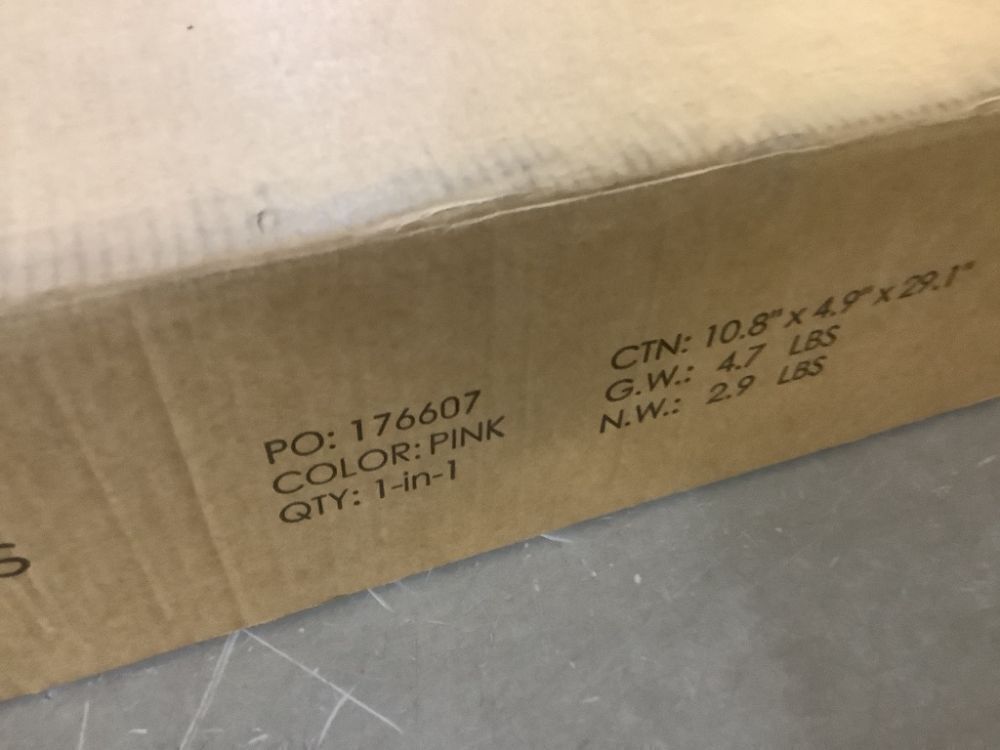 PO: 176607
COLOR: PINK
QTY: 1-in-1
CTN: 10.8" x 4.9" x 29.1"
G.W.: 4.7 LBS
N.W.: 2.9 LBS